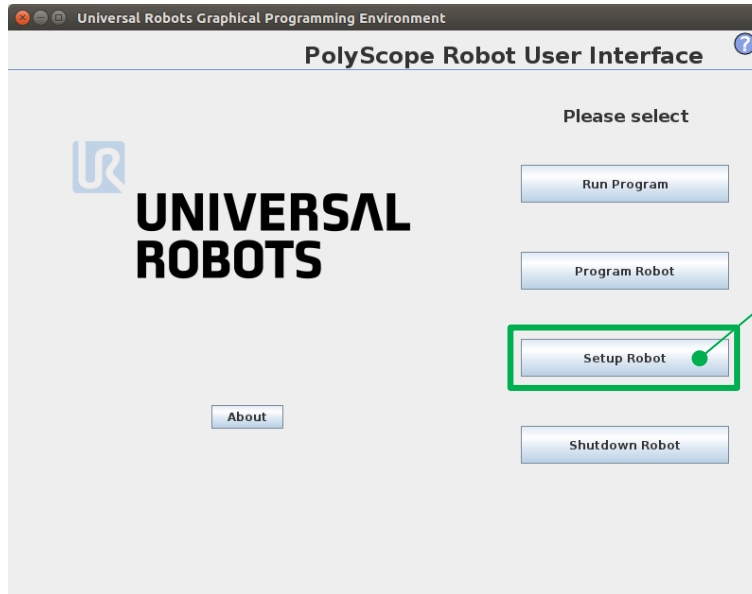 Universal Robots Graphical Programming Environment
PolyScope Robot User Interface
?
Please select
UR
UNIVERSAL
ROBOTS
Run Program
Program Robot
Setup Robot
About
Shutdown Robot